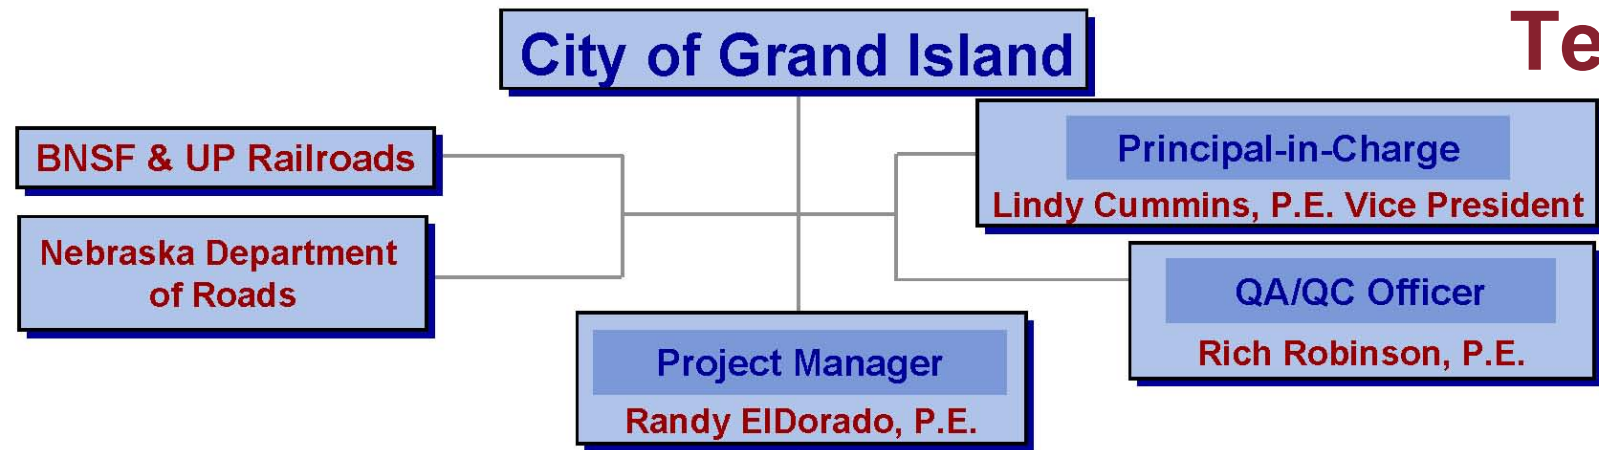 City of Grand Island
Te
BNSF & UP Railroads
Principal-in-Charge
Lindy Cummins, P.E. Vice President
Nebraska Department
of Roads
QA/QC Officer
Rich Robinson, P.E.
Project Manager
Randy ElDorado, P.E.